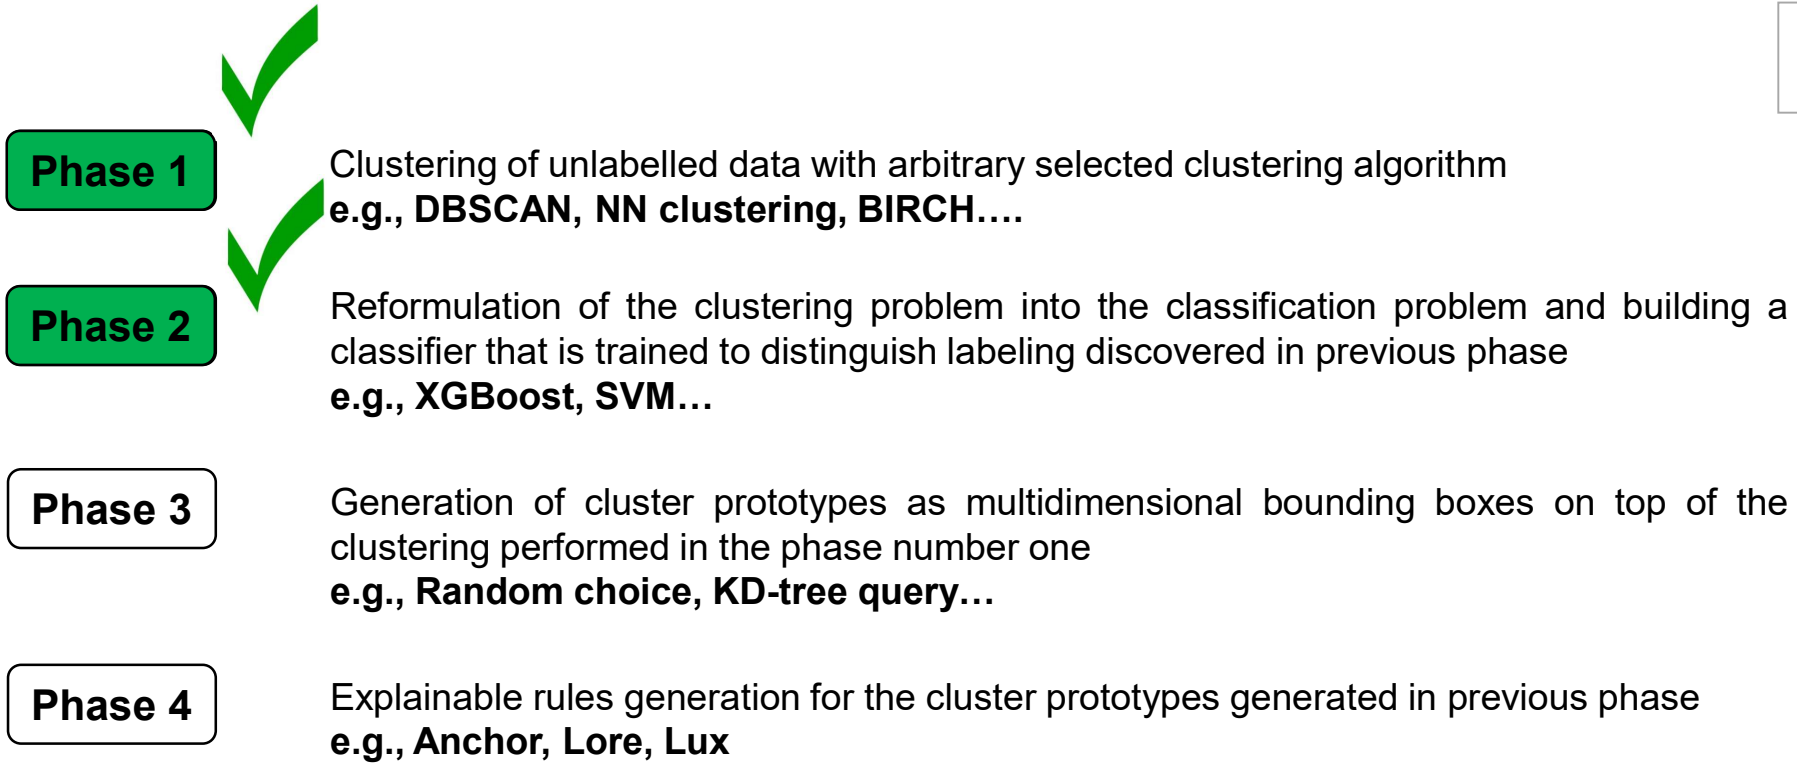 Phase 1
Clustering of unlabelled data with arbitrary selected clustering algorithm
e.g., DBSCAN, NN clustering, BIRCH....
Phase 2
Reformulation of the clustering problem into the classification problem and building a
classifier that is trained to distinguish labeling discovered in previous phase
e.g., XGBoost, SVM…
Phase 3
Generation of cluster prototypes as multidimensional bounding boxes on top of the
clustering performed in the phase number one
e.g., Random choice, KD-tree query…
Phase 4
Explainable rules generation for the cluster prototypes generated in previous phase
e.g., Anchor, Lore, Lux